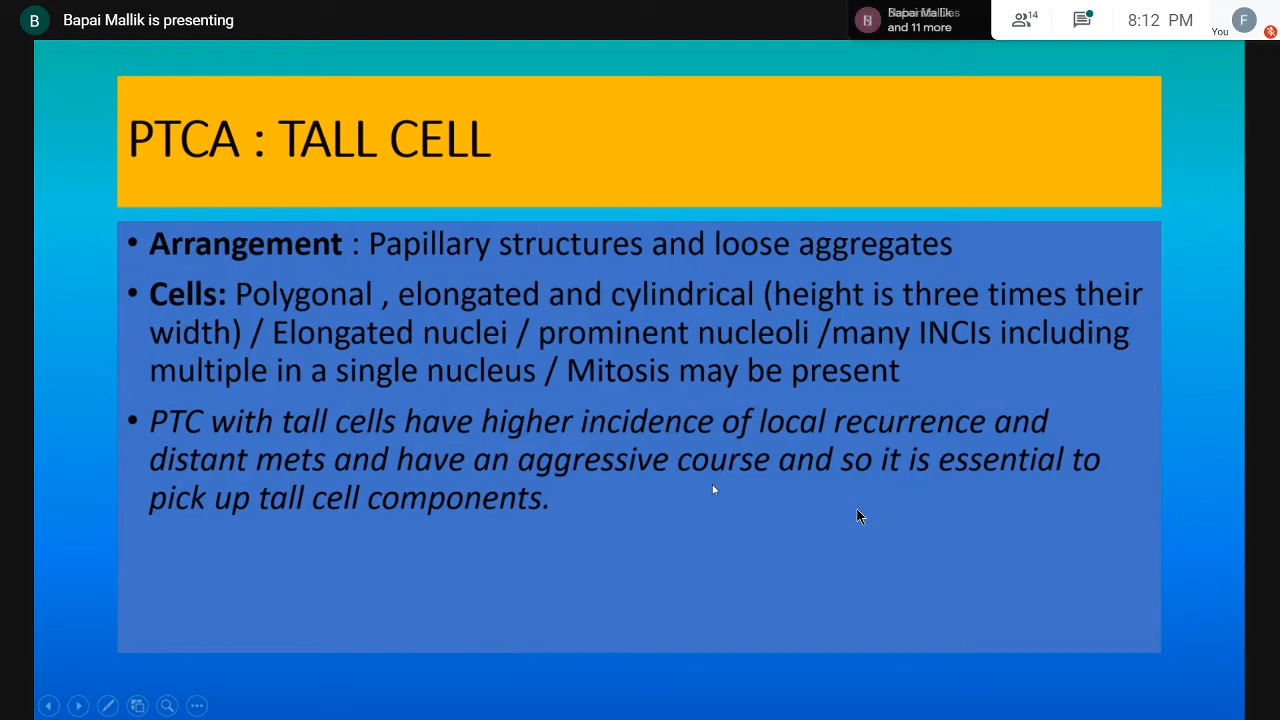 B Bapai Mallik is presenting
Bapai Mallik
and 11 more
14
8:12 PM
You
F
PTCA : TALL CELL
• Arrangement : Papillary structures and loose aggregates
• Cells: Polygonal , elongated and cylindrical (height is three times their
width) / Elongated nuclei / prominent nucleoli /many INCIs including
multiple in a single nucleus / Mitosis may be present
• PTC with tall cells have higher incidence of local recurrence and
distant mets and have an aggressive course and so it is essential to
pick up tall cell components.